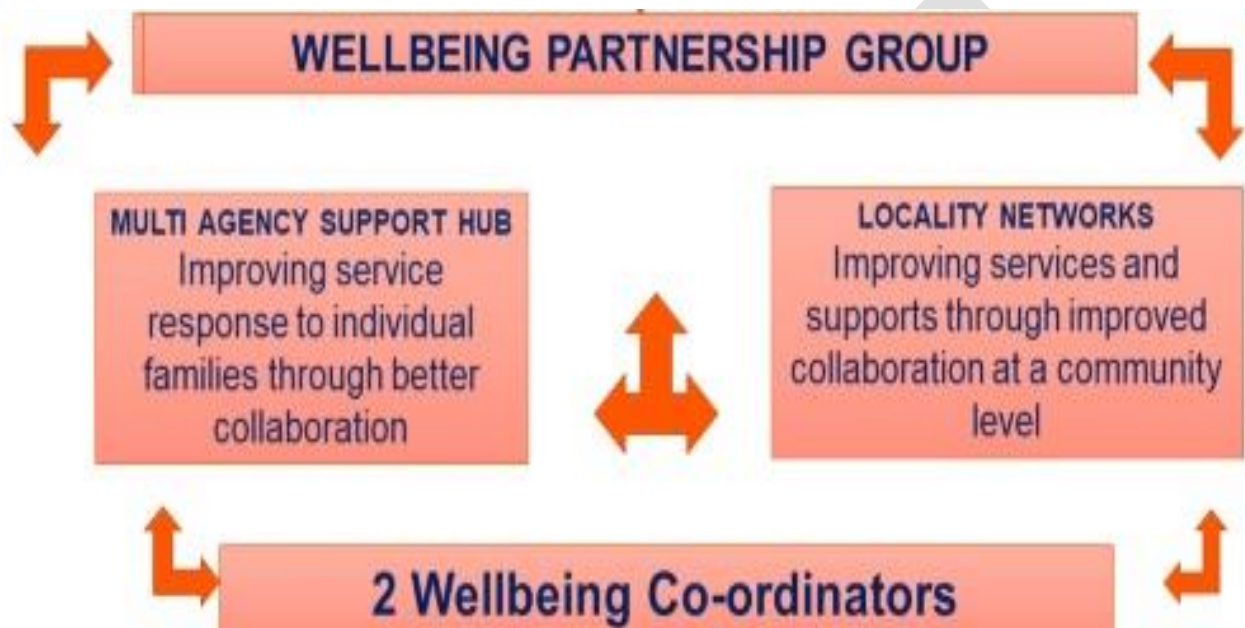 WELLBEING PARTNERSHIP GROUP
MULTI AGENCY SUPPORT HUB
Improving service
response to individual
families through better
collaboration
LOCALITY NETWORKS
Improving services and
supports through improved
collaboration at a community
level
2 Wellbeing Co-ordinators